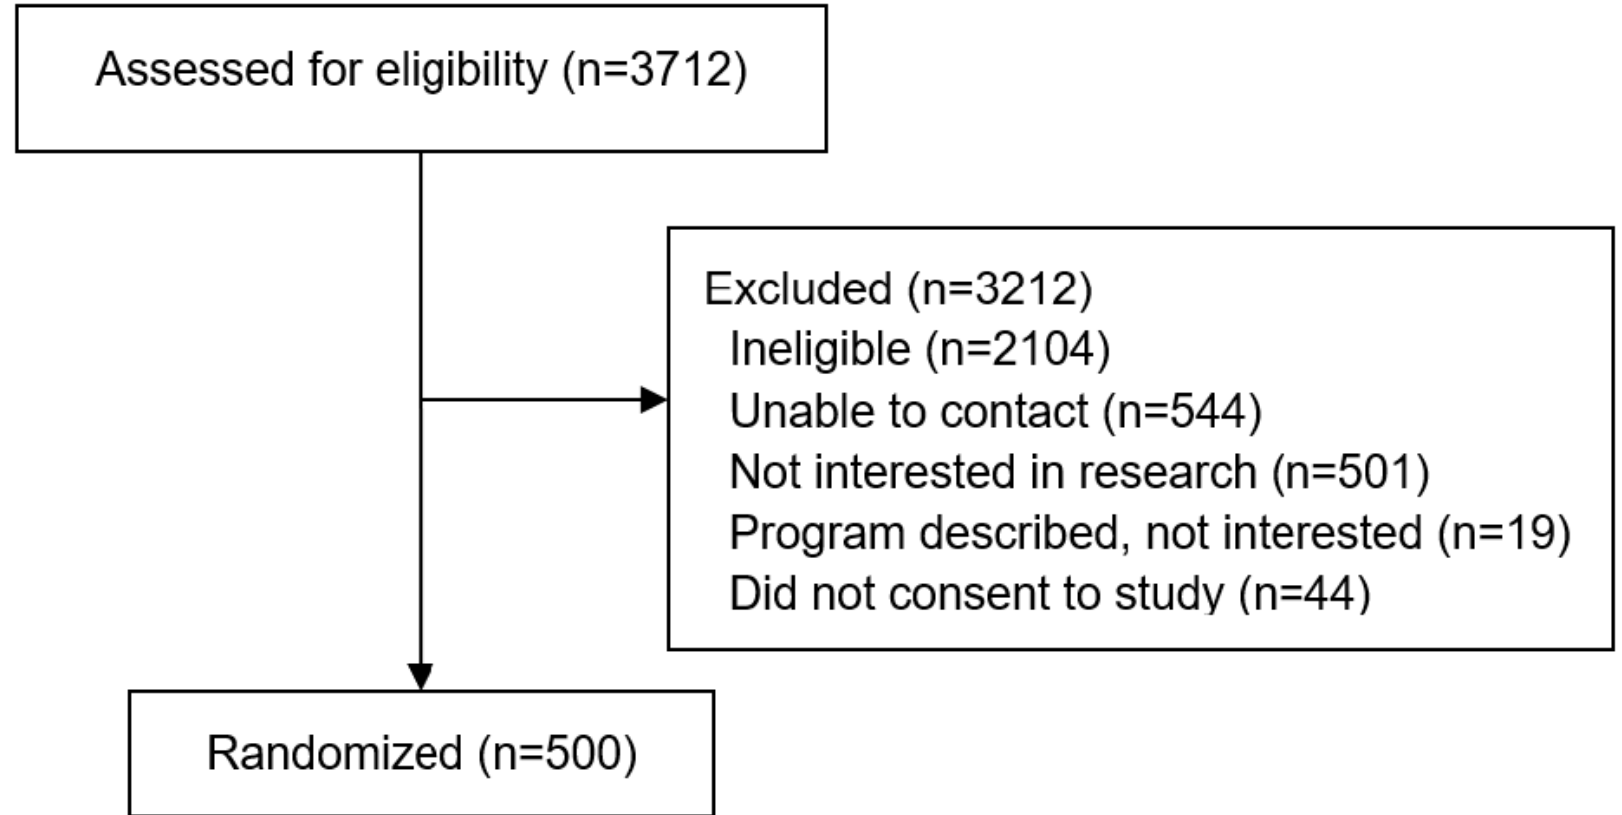 Assessed for eligibility (n=3712)
Excluded (n=3212)
Ineligible (n=2104)
Unable to contact (n=544)
Not interested in research (n=501)
Program described, not interested (n=19)
Did not consent to study (n=44)
Randomized (n=500)